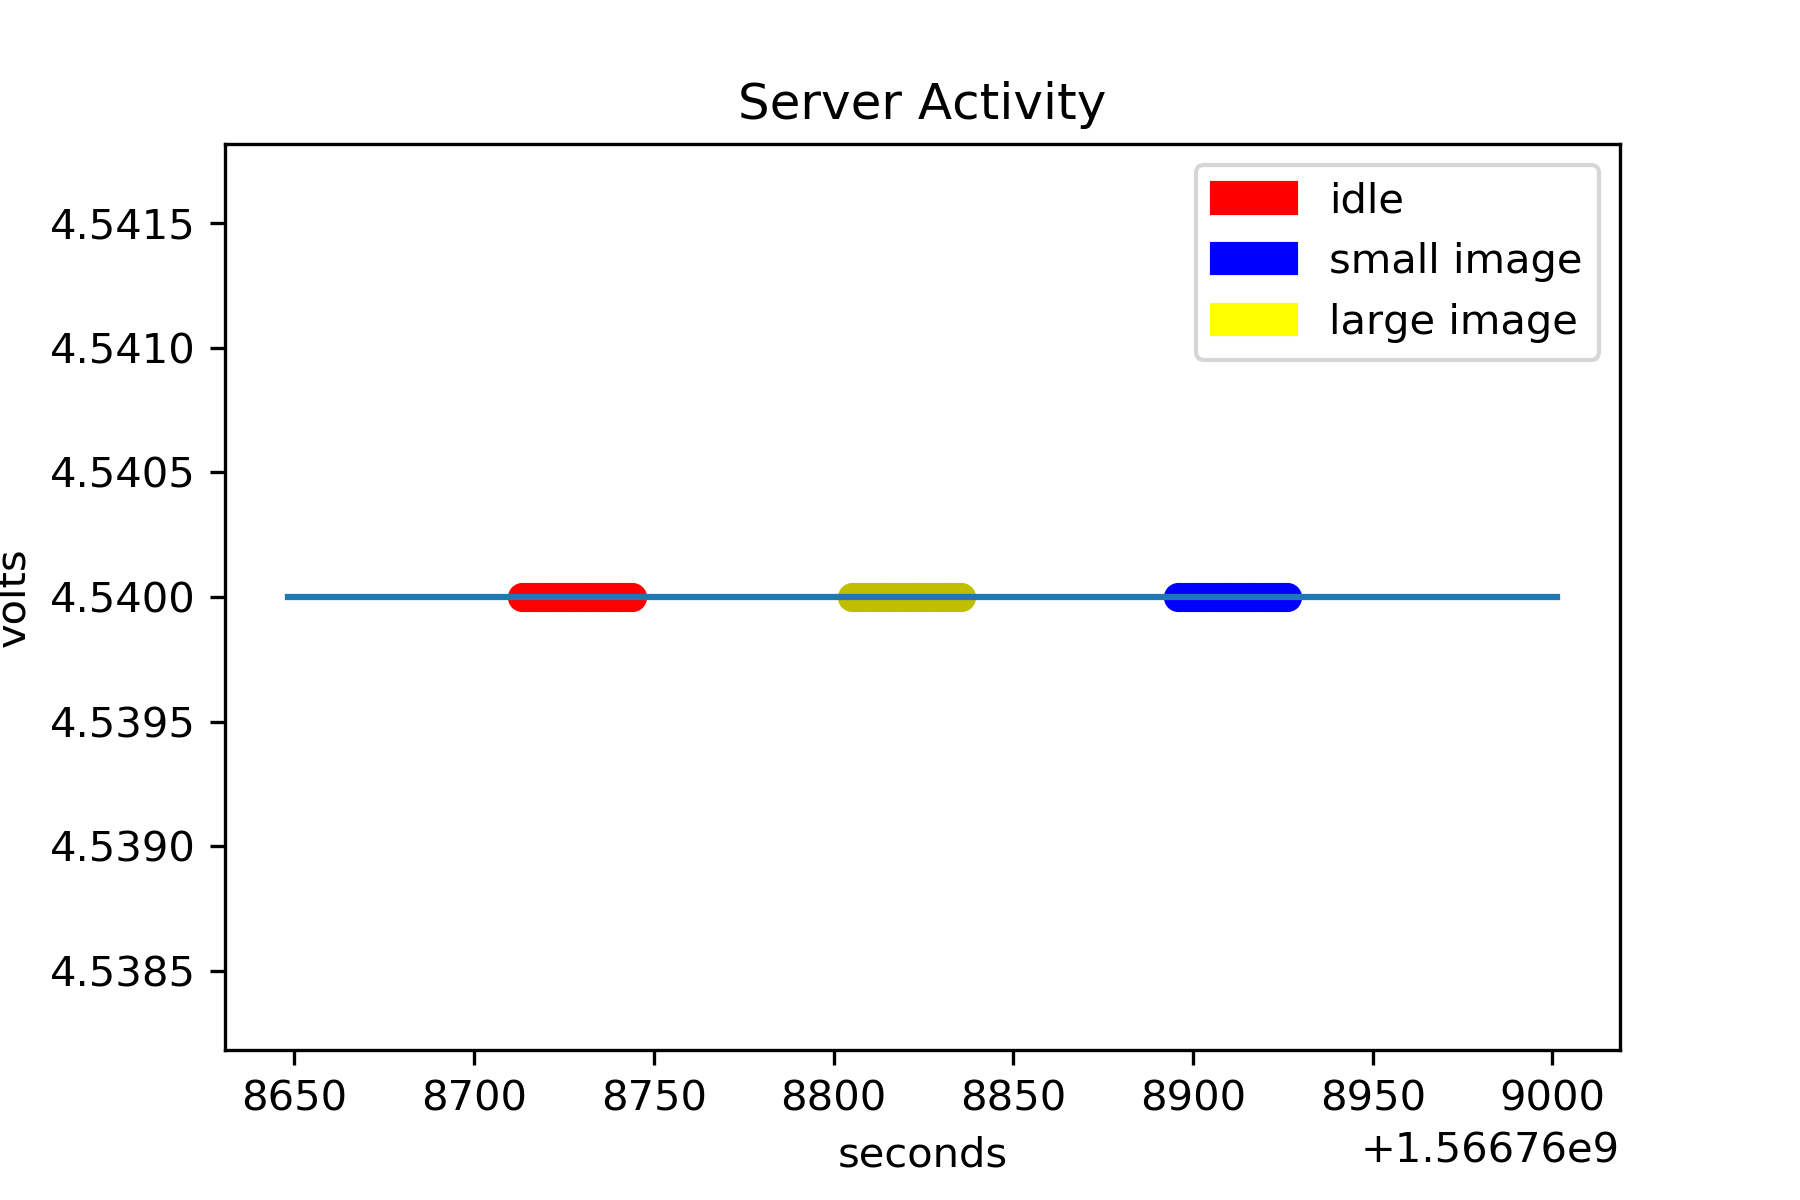 Server Activity
idle
small image
large image
4.5415
4.5410
4.5405
4.5400
4.5395
4.5390
4.5385
volts
8650 8700 8750 8800 8850 8900 8950 9000
seconds
+1.56676e9